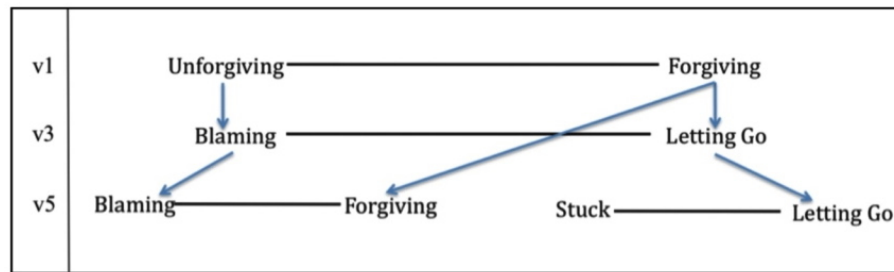 v1 Unforgiving Forgiving
v3 Blaming Letting Go
v5 Blaming Forgiving Stuck Letting Go